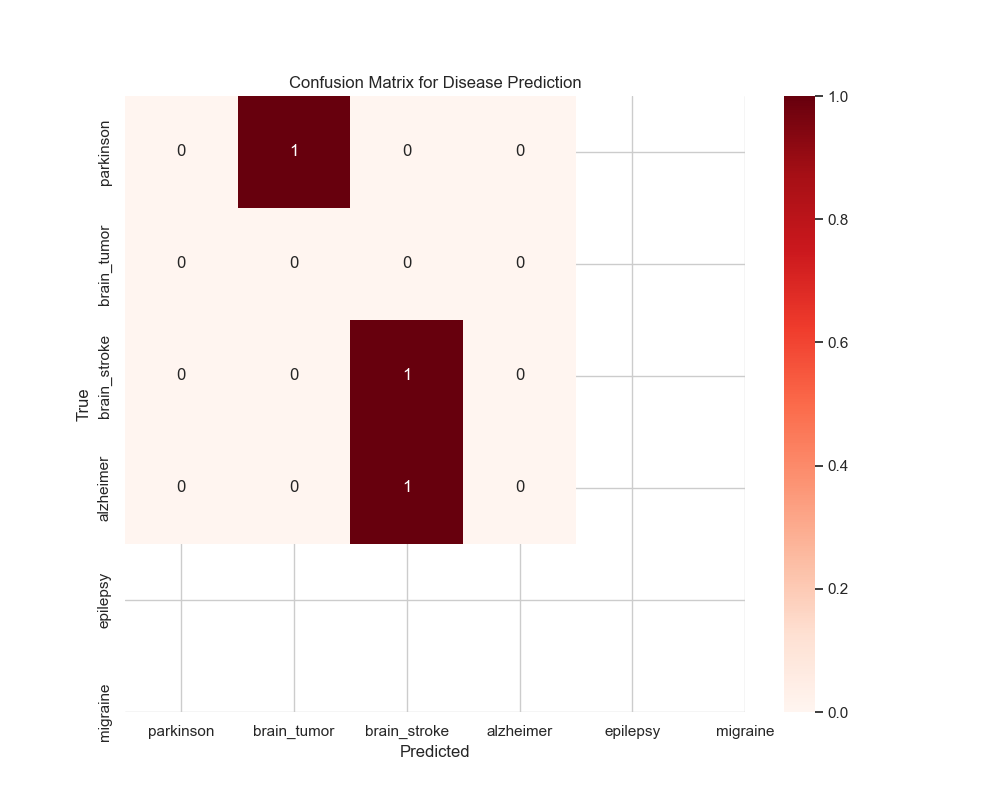 Confusion Matrix for Disease Prediction
True
parkinson
0 1 0 0
brain_tumor
0 0 0 0
brain_stroke
0 0 1 0
alzheimer
0 0 1 0
epilepsy
migraine
parkinson brain_tumor brain_stroke alzheimer epilepsy migraine
Predicted
1.0
0.8
0.6
0.4
0.2
0.0